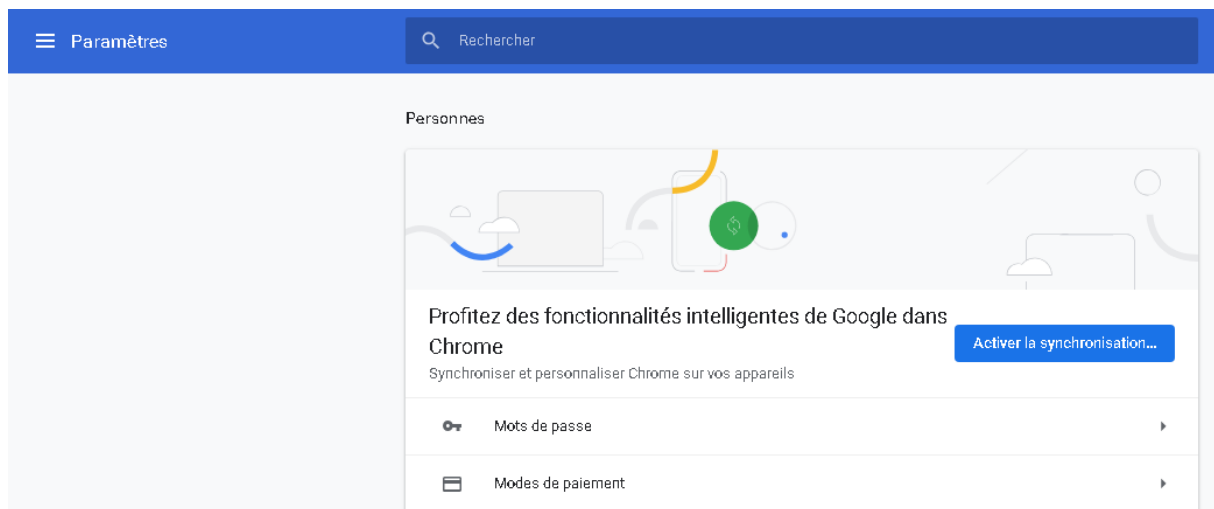 Paramètres
Rechercher
Personnes
Profitez des fonctionnalités intelligentes de Google dans
Chrome
Activer la synchronisation...
Synchroniser et personnaliser Chrome sur vos appareils
Mots de passe
Modes de paiement